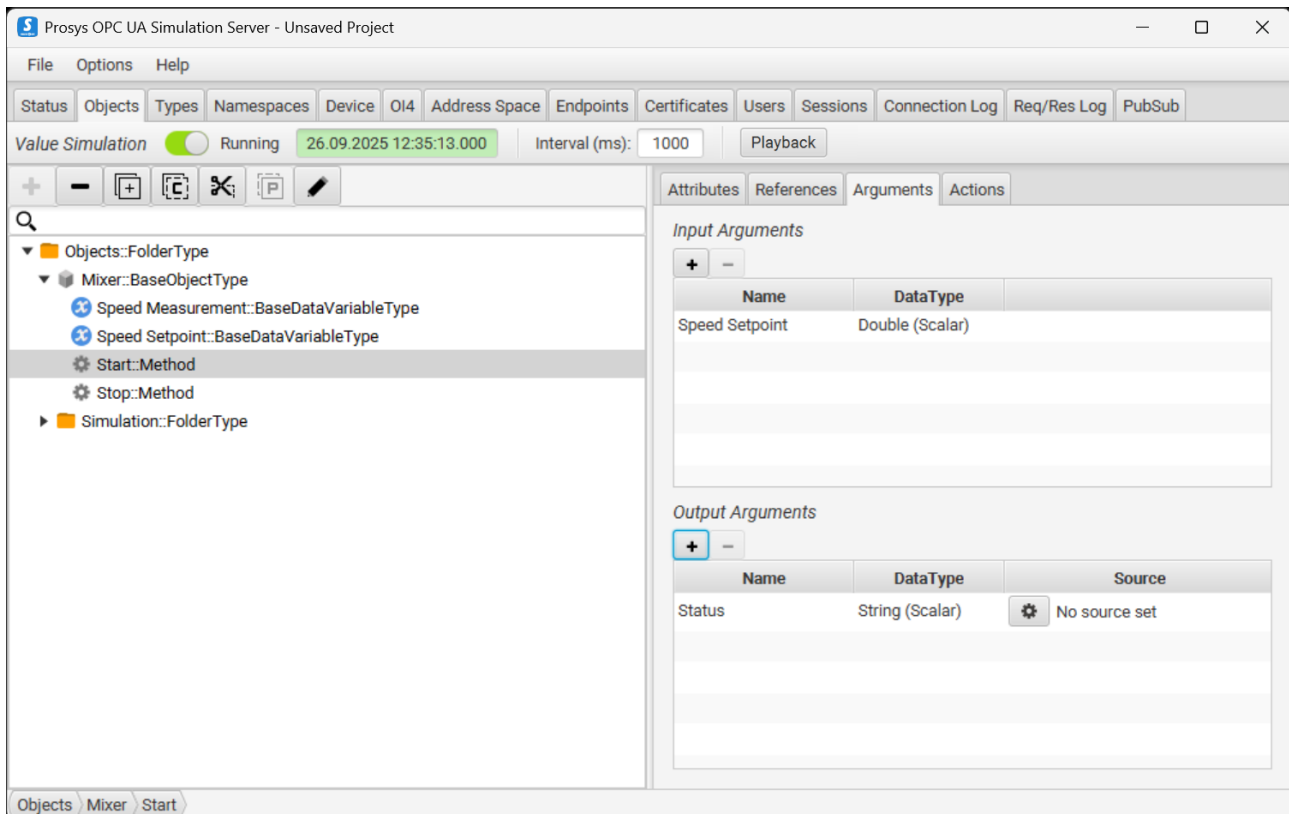 Prosys OPC UA Simulation Server - Unsaved Project
File Options Help
Status Objects Types Namespaces Device OI4 Address Space Endpoints Certificates Users Sessions Connection Log Req/Res Log PubSub
Value Simulation Running 26.09.2025 12:35:13.000 Interval (ms): 1000 Playback
Attributes References Arguments Actions
Objects::FolderType
Mixer::BaseObjectType
Speed Measurement::BaseDataVariableType
Speed Setpoint::BaseDataVariableType
Start::Method
Stop::Method
Simulation::FolderType
Input Arguments
Name DataType
Speed Setpoint Double (Scalar)
Output Arguments
Name DataType Source
Status String (Scalar) No source set
Objects Mixer Start